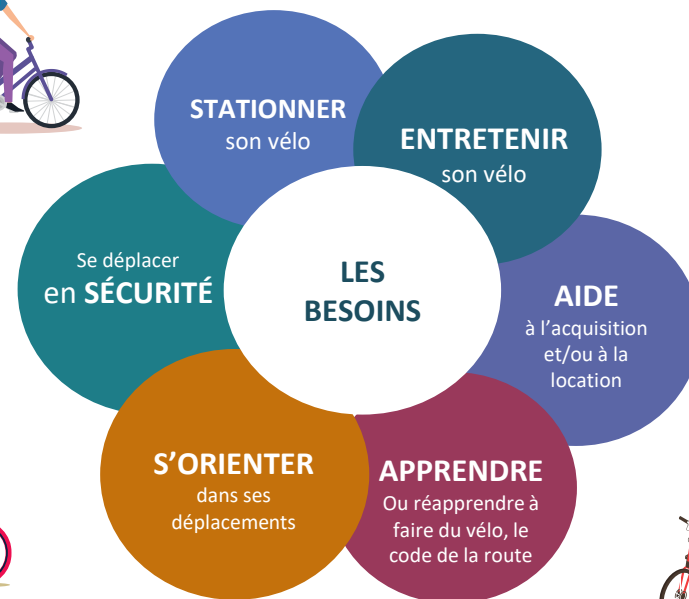 STATIONNER
son vélo
ENTRETENIR
son vélo
Se déplacer
en SÉCURITÉ
LES
BESOINS
AIDE
à l’acquisition
et/ou à la
location
S’ORIENTER
dans ses
déplacements
APPRENDRE
Ou réapprendre à
faire du vélo, le
code de la route